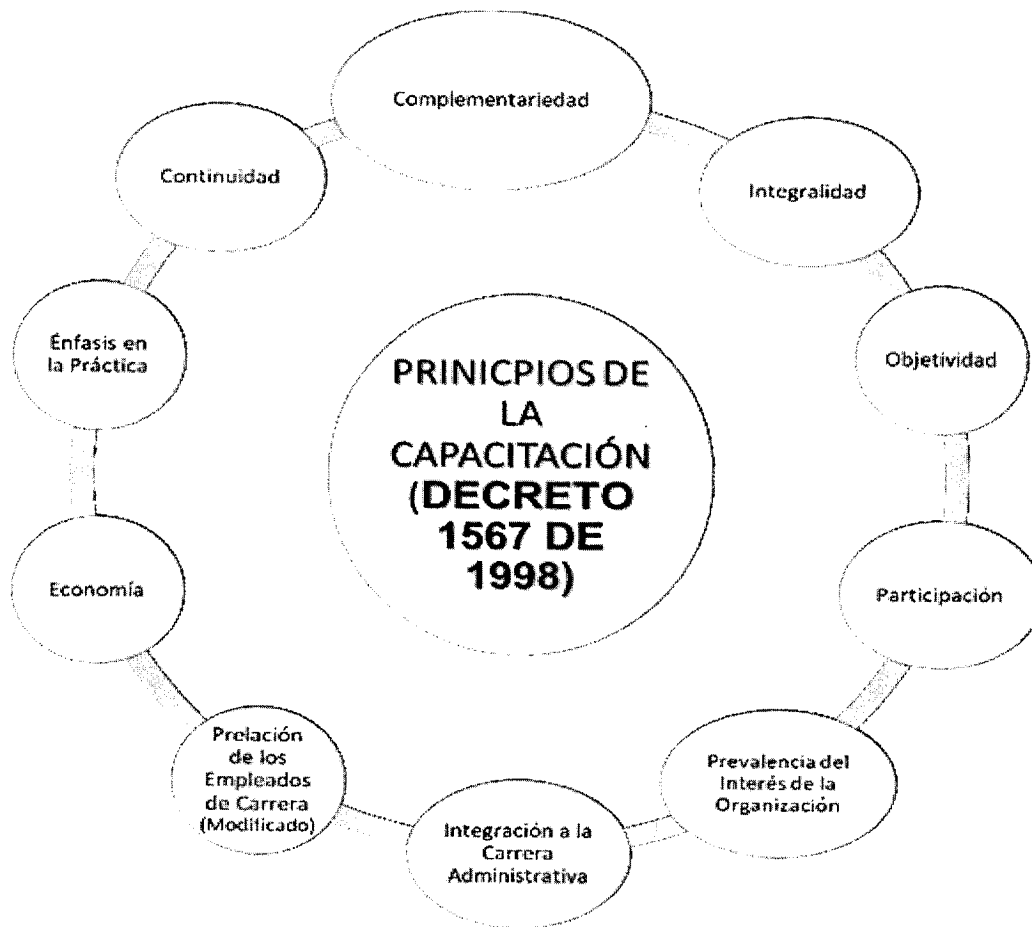 Complementariedad
Integralidad
Objetividad
Participación
Prevalencia del
Interés de la
Organización
Integración a la
Carrera
Administrativa
Prelación
de los
Empleados
de Carrera
(Modificado)
Economía
Énfasis en
la Práctica
Continuidad
PRINICPIOS DE
LA
CAPACITACIÓN
(DECRETO
1567 DE
1998)